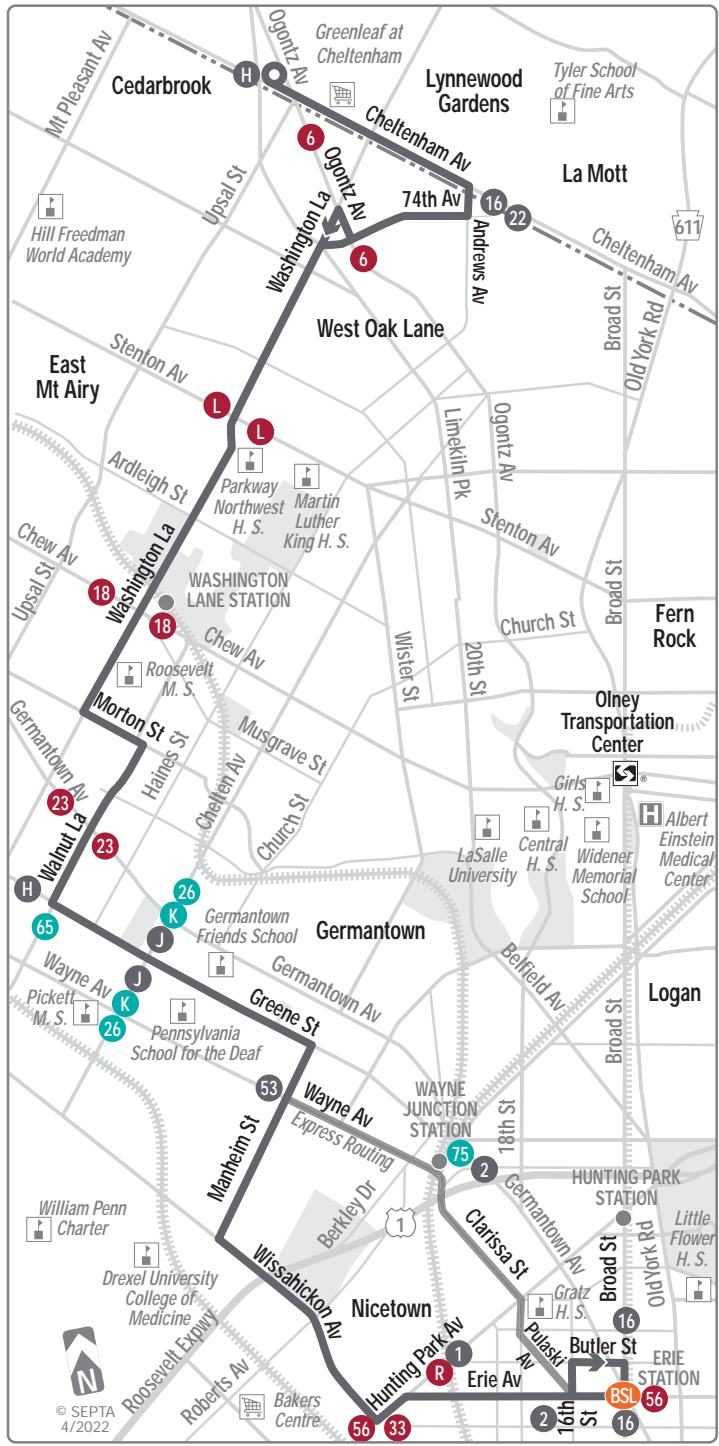 Mt Pleasant Av
Cedarbrook
H
Ogontz Av
Greenleaf at
Cheltenham
Lynnewood
Gardens
Tyler School
of Fine Arts
Cheltenham Av
La Mott
6
Ogontz Av
Upsal St
Washington La
74th Av
16
22
611
Hill Freedman
World Academy
6
Andrews Av
Cheltenham Av
Broad St
Old York Rd
West Oak Lane
East
Mt Airy
Stenton Av
L
L
Limekiln Pk
Ogontz Av
Ardleigh St
Parkway
Northwest
H. S.
Martin
Luther
King H. S.
Stenton Av
Chew Av
Upsal St
Washington La
18
WASHINGTON
LANE STATION
18
Chew Av
Broad St
Church St
Fern
Rock
Wister St
20th St
Roosevelt
M. S.
Morton St
Haines St
Musgrave St
Olney
Transportation
Center
®
Germantown Av
Chelten Av
Church St
Girls
H. S.
H
Albert
Einstein
Medical
Center
23
Walnut La
23
LaSalle
University
Central
H. S.
Widener
Memorial
School
H
65
26
K
J
Germantown
Friends School
Germantown
J
K
26
Wayne Av
Pickett
M. S.
Pennsylvania
School for the Deaf
Greene St
Germantown Av
Belfield Av
Logan
Broad St
53
Wayne Av
Express Routing
WAYNE
JUNCTION
STATION
75
2
18th St
Manheim St
Germantown Av
HUNTING PARK
STATION
William Penn
Charter
Berkley Dr
1
Clarissa St
Little
Flower
H. S.
Drexel University
College of
Medicine
Wissahickon Av
Broad St
Old York Rd
Nicetown
Gratz
H. S.
16
Roosevelt Expwy
Hunting Park Av
1
R
Pulaski
Av
Butler St
ERIE
STATION
N
Roberts Av
Erie Av
BSL
56
© SEPTA
4/2022
Bakers
Centre
56
33
2
16th
St
16